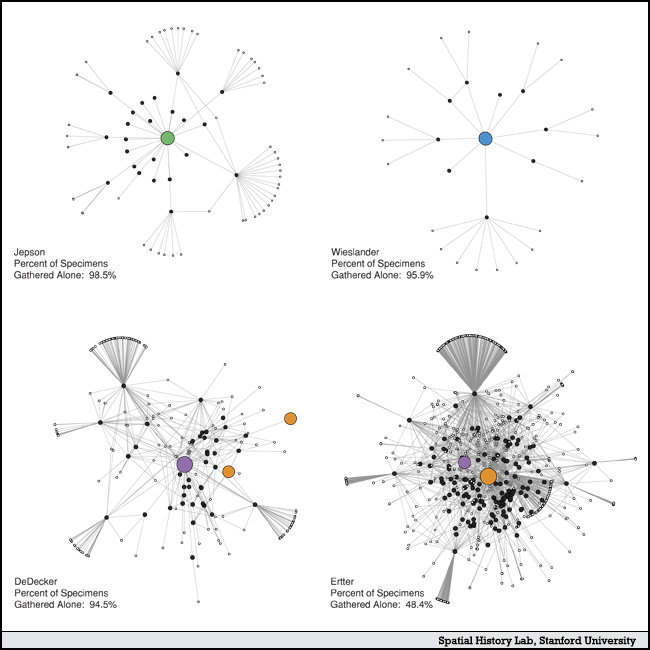 Jepson
Percent of Specimens
Gathered Alone: 98.5%
Wieslander
Percent of Specimens
Gathered Alone: 95.9%
DeDecker
Percent of Specimens
Gathered Alone: 94.5%
Ertter
Percent of Specimens
Gathered Alone: 48.4%
Spatial History Lab, Stanford University